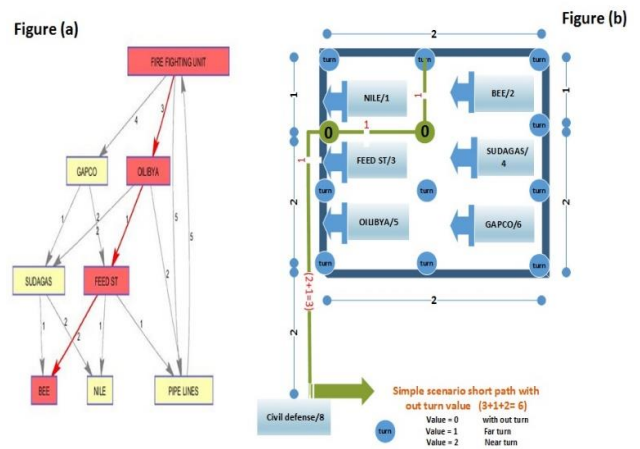 Figure (a)
FIRE FIGHTING UNIT
4
3
GAPCO
OILIBYA
1
2
2
1
5
5
2
SUDAGAS
FEED ST
1
2
2
1
1
BEE
NILE
PIPE LINES
Figure (b)
2
turn
turn
turn
1
NILE/1
1
BEE/2
1
0
1
0
turn
1
FEED ST/3
SUDAGAS/
4
2
turn
turn
turn
2
OILIBYA/5
GAPCO/6
turn
turn
turn
(2+1=3)
2
2
Civil defense/8
Simple scenario short path with
out turn value (3+1+2= 6)
turn
Value = 0 with out turn
Value = 1 Far turn
Value = 2 Near turn